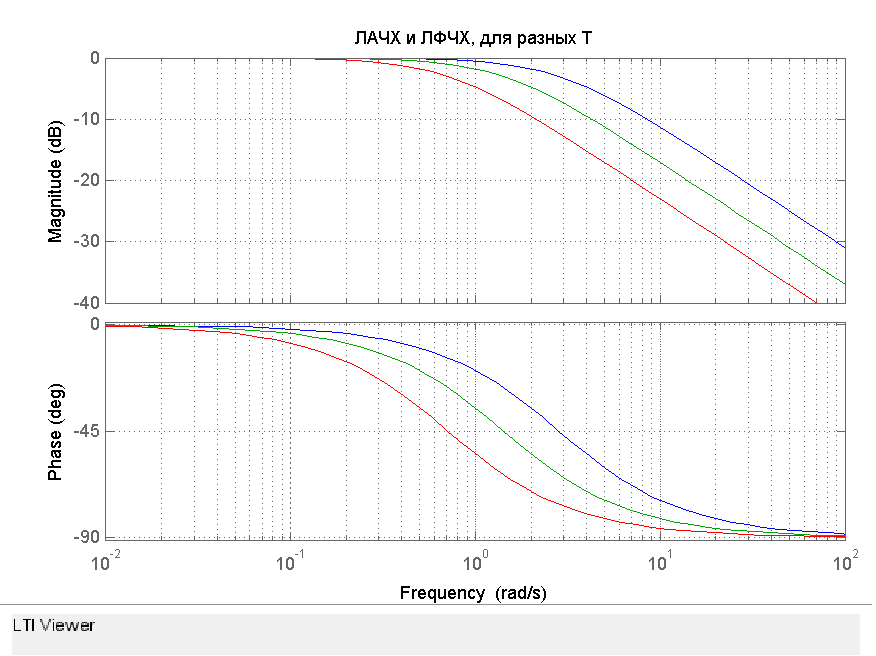 ЛАЧХ и ЛФЧХ, для разных Т
Magnitude (dB)
0
-10
-20
-30
-40
Phase (deg)
0
-45
-90
10^-2
10^-1
10^0
10^1
10^2
Frequency (rad/s)
LTI Viewer